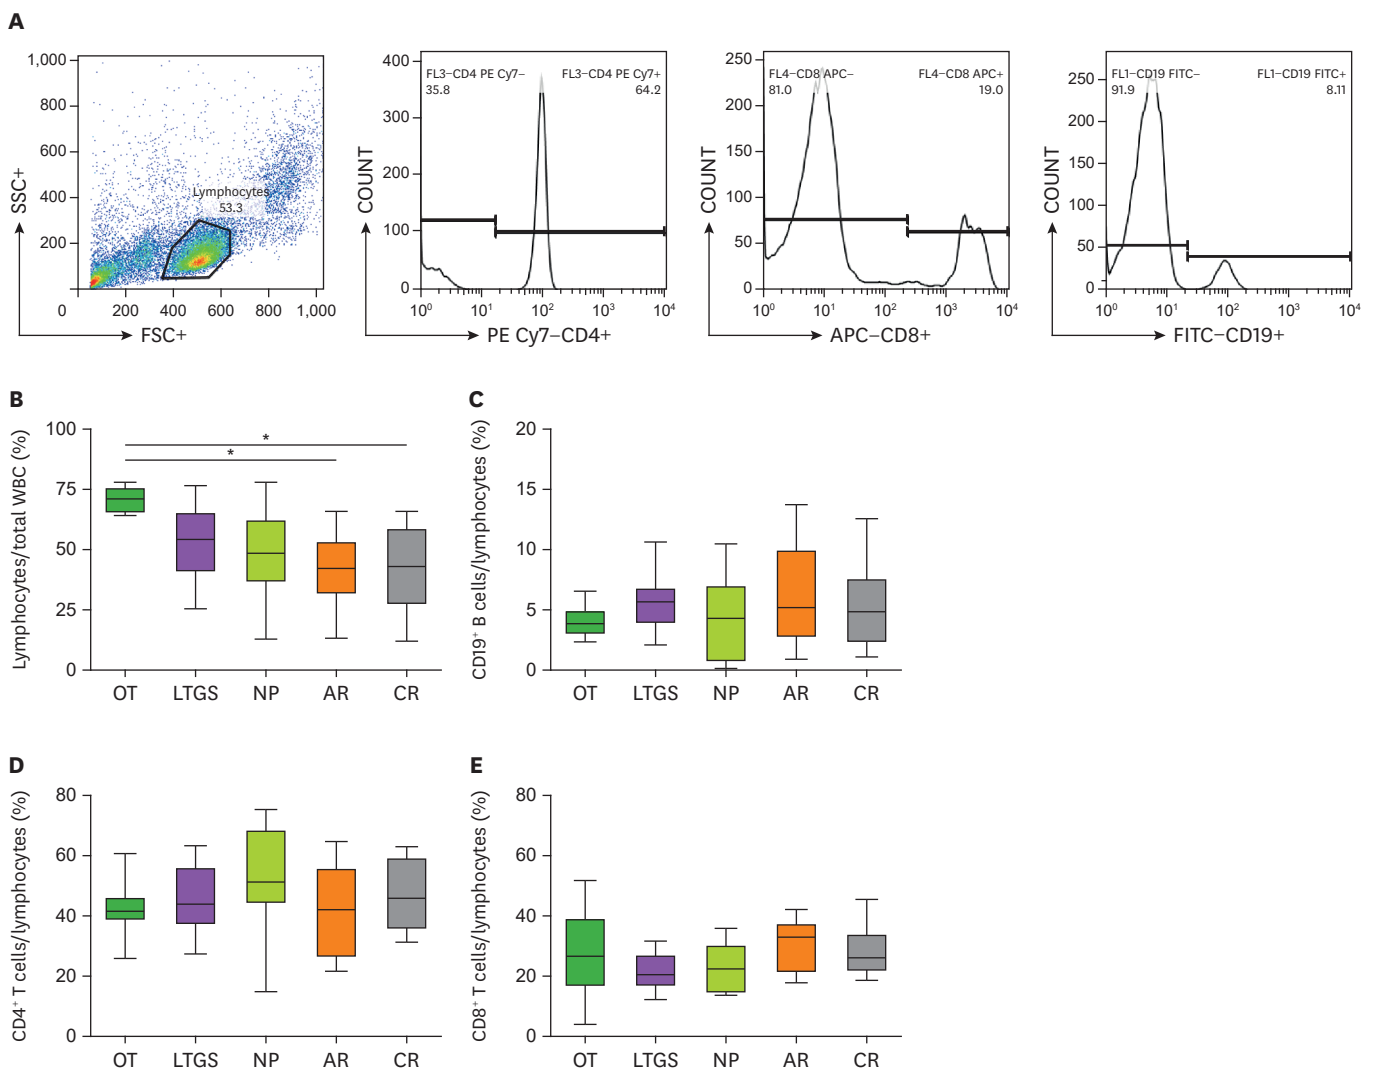 A
1,000
800
600
400
200
0
200 400 600 800 1,000
SSC+
FSC+
Lymphocytes
53.3
400
300
200
100
0
10⁰ 10¹ 10² 10³ 10⁴
COUNT
PE Cy7–CD4+
FL3–CD4 PE Cy7–
35.8
FL3–CD4 PE Cy7+
64.2
250
200
150
100
50
0
10⁰ 10¹ 10² 10³ 10⁴
COUNT
APC–CD8+
FL4–CD8 APC–
81.0
FL4–CD8 APC+
19.0
250
200
150
100
50
0
10⁰ 10¹ 10² 10³ 10⁴
COUNT
FITC–CD19+
FL1–CD19 FITC–
91.9
FL1–CD19 FITC+
8.11
B
Lymphocytes/total WBC (%)
100
75
50
25
0
*
*
OT LTGS NP AR CR
C
CD19⁺ B cells/lymphocytes (%)
20
15
10
5
0
OT LTGS NP AR CR
D
CD4⁺ T cells/lymphocytes (%)
80
60
40
20
0
OT LTGS NP AR CR
E
CD8⁺ T cells/lymphocytes (%)
80
60
40
20
0
OT LTGS NP AR CR